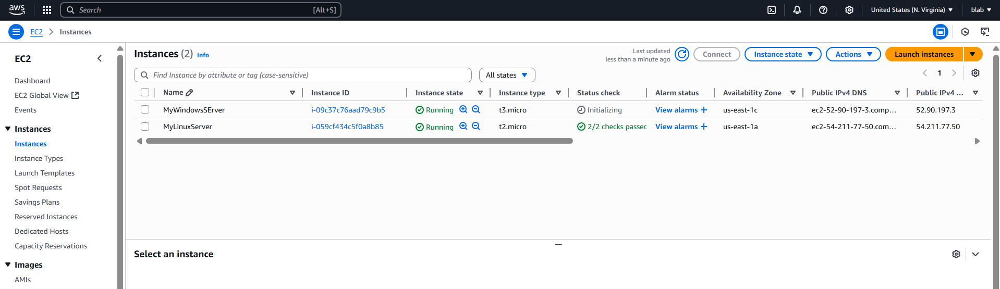 aws
Search [Alt+S]
United States (N. Virginia)
blab
EC2 > Instances
EC2
Dashboard
EC2 Global View
Events
Instances
Instances
Instance Types
Launch Templates
Spot Requests
Savings Plans
Reserved Instances
Dedicated Hosts
Capacity Reservations
Images
AMIs
Instances (2) Info
Last updated
less than a minute ago
Connect
Instance state
Actions
Launch instances
Find Instance by attribute or tag (case-sensitive)
All states
1
Name Instance ID Instance state Instance type Status check Alarm status Availability Zone Public IPv4 DNS Public IPv4 ...
MyWindowsSErver i-09c37c76aad79c9b5 Running t3.micro Initializing View alarms + us-east-1c ec2-52-90-197-3.comp... 52.90.197.3
MyLinuxServer i-059cf434c5f0a8b85 Running t2.micro 2/2 checks passed View alarms + us-east-1a ec2-54-211-77-50.com... 54.211.77.50
Select an instance